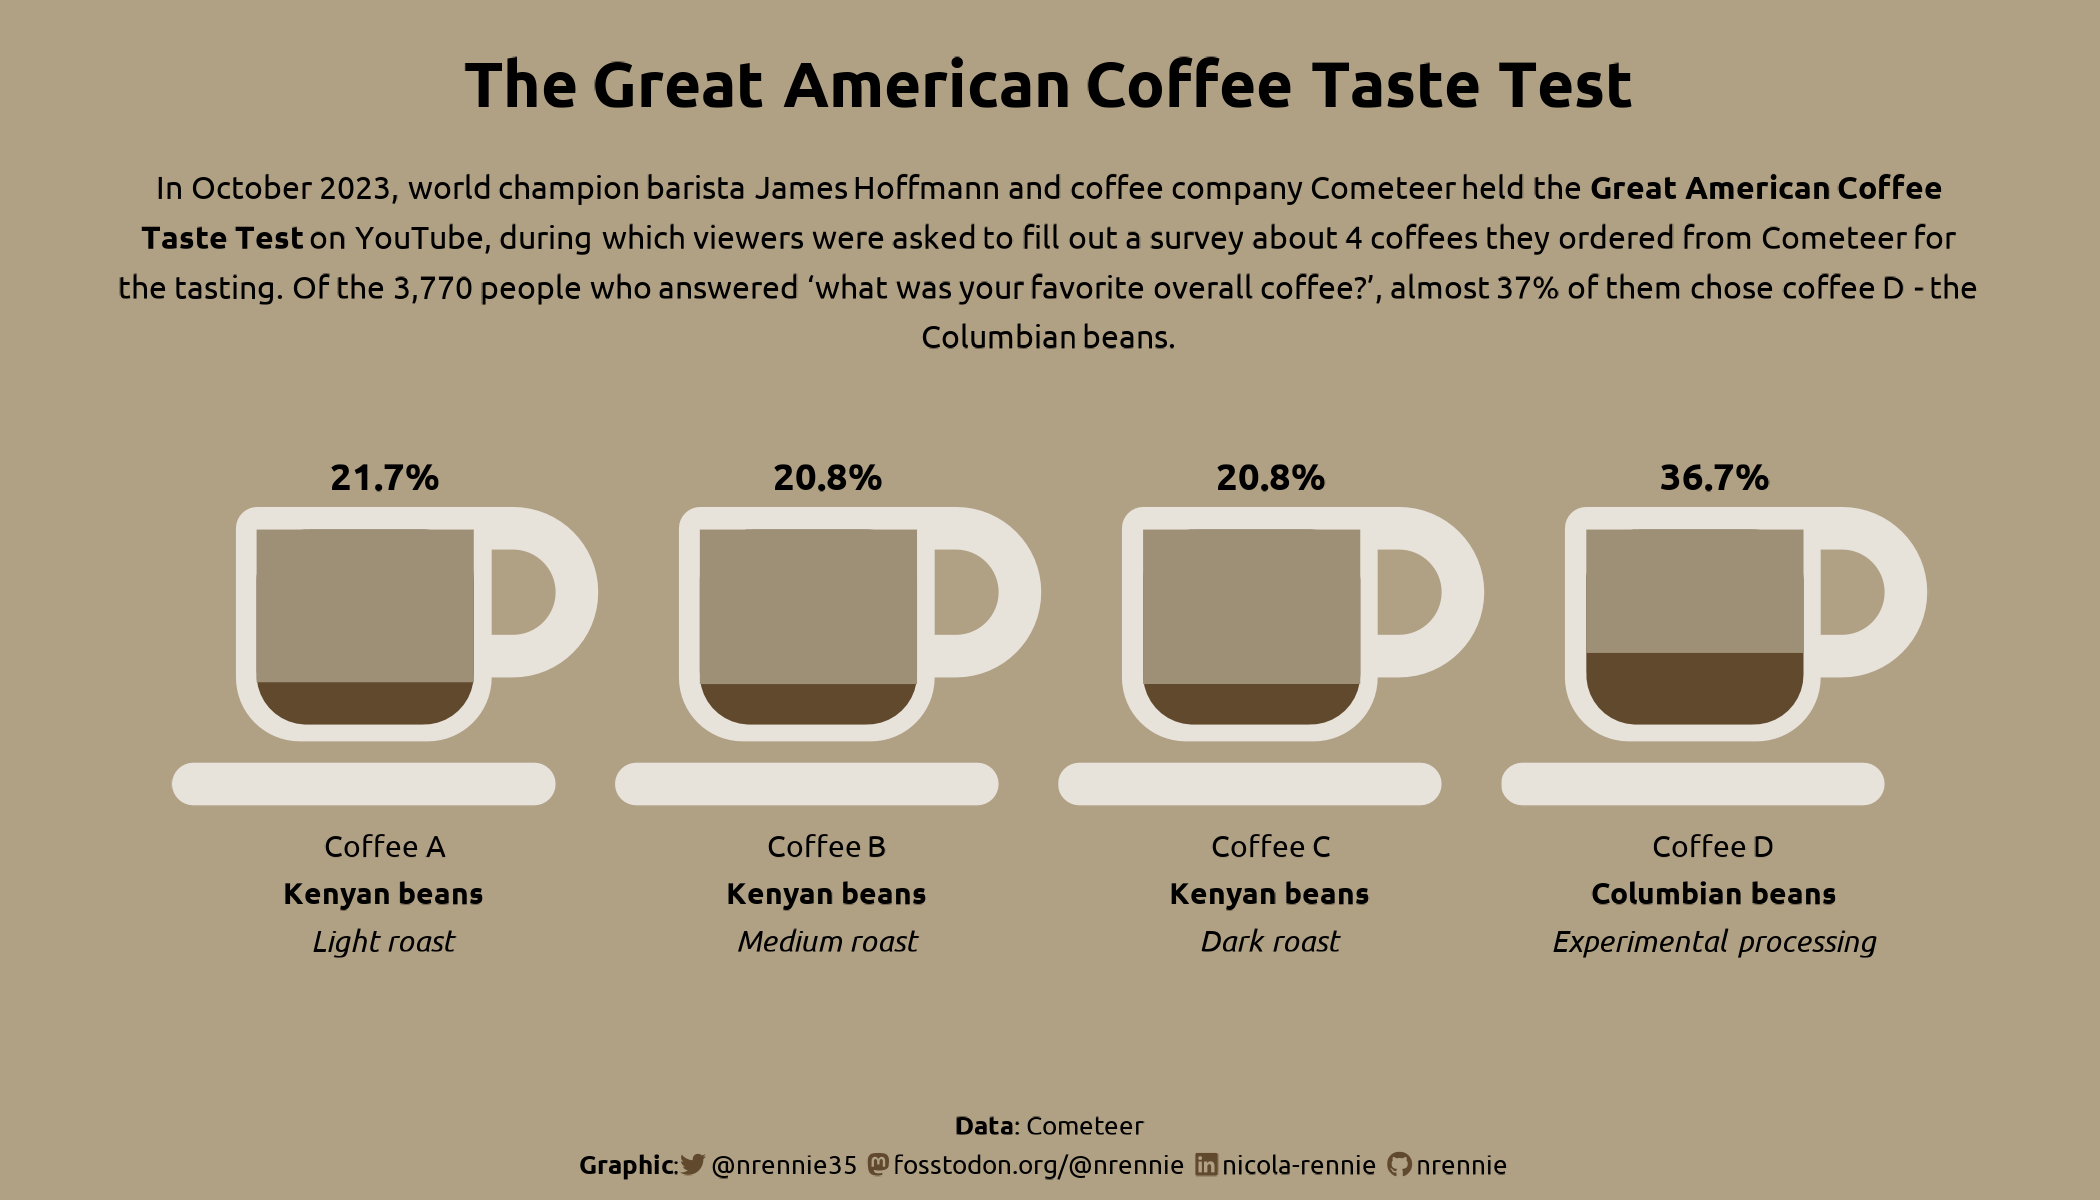 The Great American Coffee Taste Test
In October 2023, world champion barista James Hoffmann and coffee company Cometeer held the Great American Coffee
Taste Test on YouTube, during which viewers were asked to fill out a survey about 4 coffees they ordered from Cometeer for
the tasting. Of the 3,770 people who answered ‘what was your favorite overall coffee?’, almost 37% of them chose coffee D - the
Columbian beans.
21.7% 20.8% 20.8% 36.7%
Coffee A Coffee B Coffee C Coffee D
Kenyan beans Kenyan beans Kenyan beans Columbian beans
Light roast Medium roast Dark roast Experimental processing
Data: Cometeer
Graphic: @nrennie35 fosstodon.org/@nrennie nicola-rennie nrennie